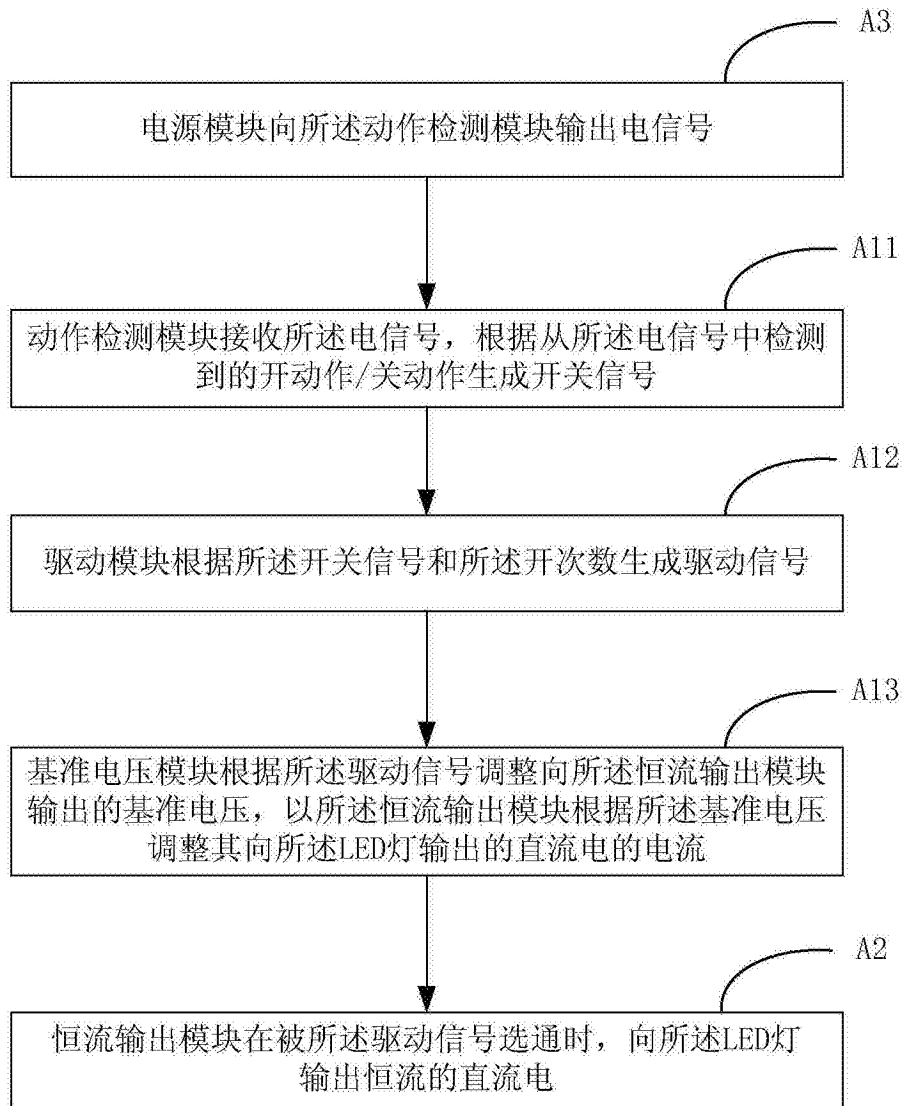 A3
电源模块向所述动作检测模块输出电信号
A11
动作检测模块接收所述电信号，根据从所述电信号中检测
到的开动作/关动作生成开关信号
A12
驱动模块根据所述开关信号和所述开次数生成驱动信号
A13
基准电压模块根据所述驱动信号调整向所述恒流输出模块
输出的基准电压，以所述恒流输出模块根据所述基准电压
调整其向所述LED灯输出的直流电的电流
A2
恒流输出模块在被所述驱动信号选通时，向所述LED灯
输出恒流的直流电